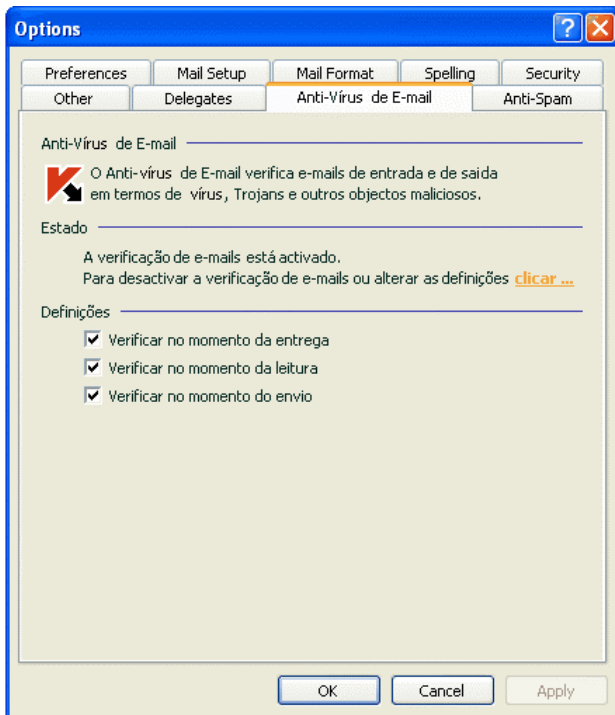 Options
Preferences Mail Setup Mail Format Spelling Security
Other Delegates Anti-Vírus de E-mail Anti-Spam
Anti-Vírus de E-mail
O Anti-vírus de E-mail verifica e-mails de entrada e de saida
em termos de vírus, Trojans e outros objectos maliciosos.
Estado
A verificação de e-mails está activado.
Para desactivar a verificação de e-mails ou alterar as definições clicar ...
Definições
Verificar no momento da entrega
Verificar no momento da leitura
Verificar no momento do envio
OK Cancel Apply